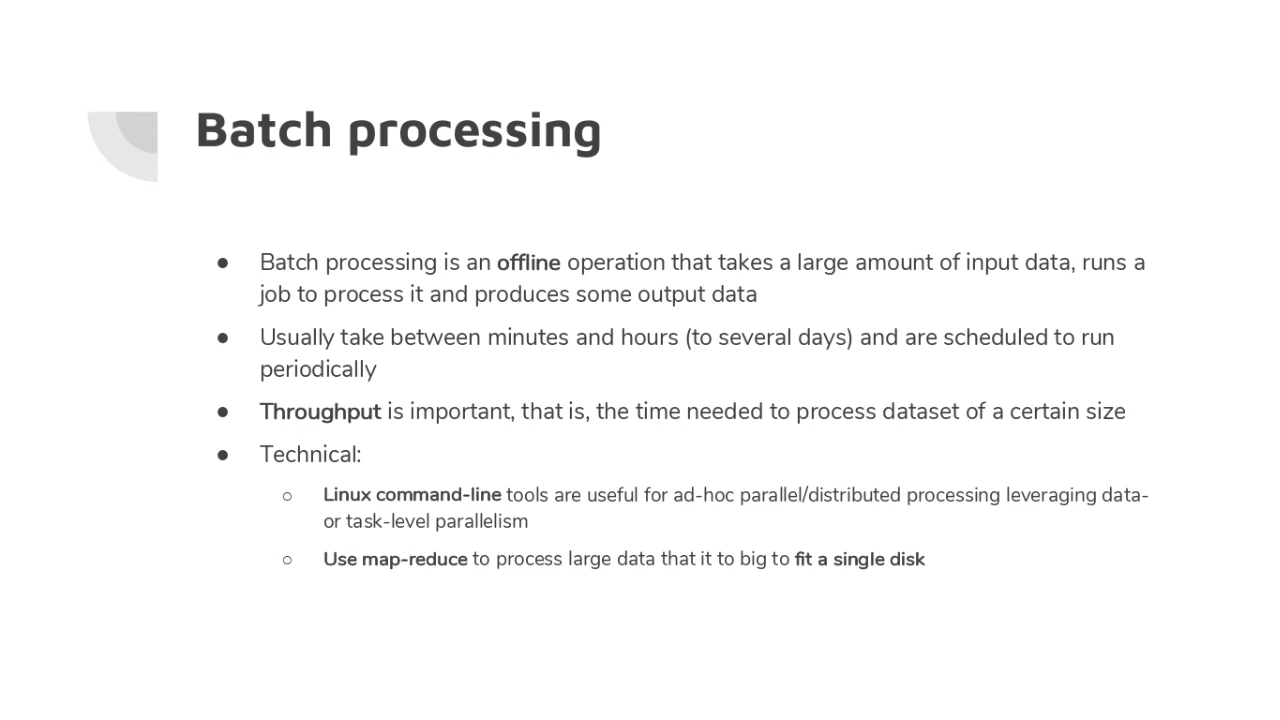 Batch processing
● Batch processing is an offline operation that takes a large amount of input data, runs a
job to process it and produces some output data
● Usually take between minutes and hours (to several days) and are scheduled to run
periodically
● Throughput is important, that is, the time needed to process dataset of a certain size
● Technical:
○ Linux command-line tools are useful for ad-hoc parallel/distributed processing leveraging data-
or task-level parallelism
○ Use map-reduce to process large data that it to big to fit a single disk